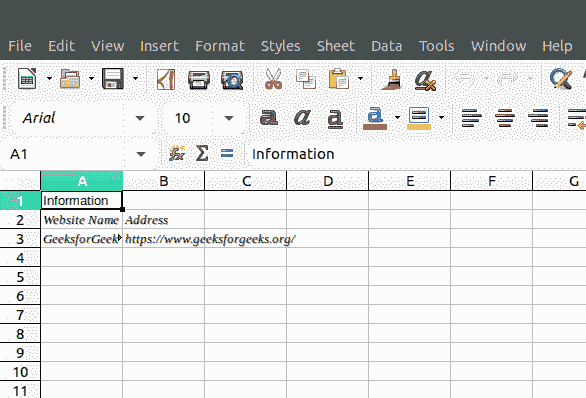 File Edit View Insert Format Styles Sheet Data Tools Window Help
Arial 10
A1 Information
A B C D E F G
1 Information
2 Website Name Address
3 GeeksforGeek https://www.geeksforgeeks.org/
4
5
6
7
8
9
10
11